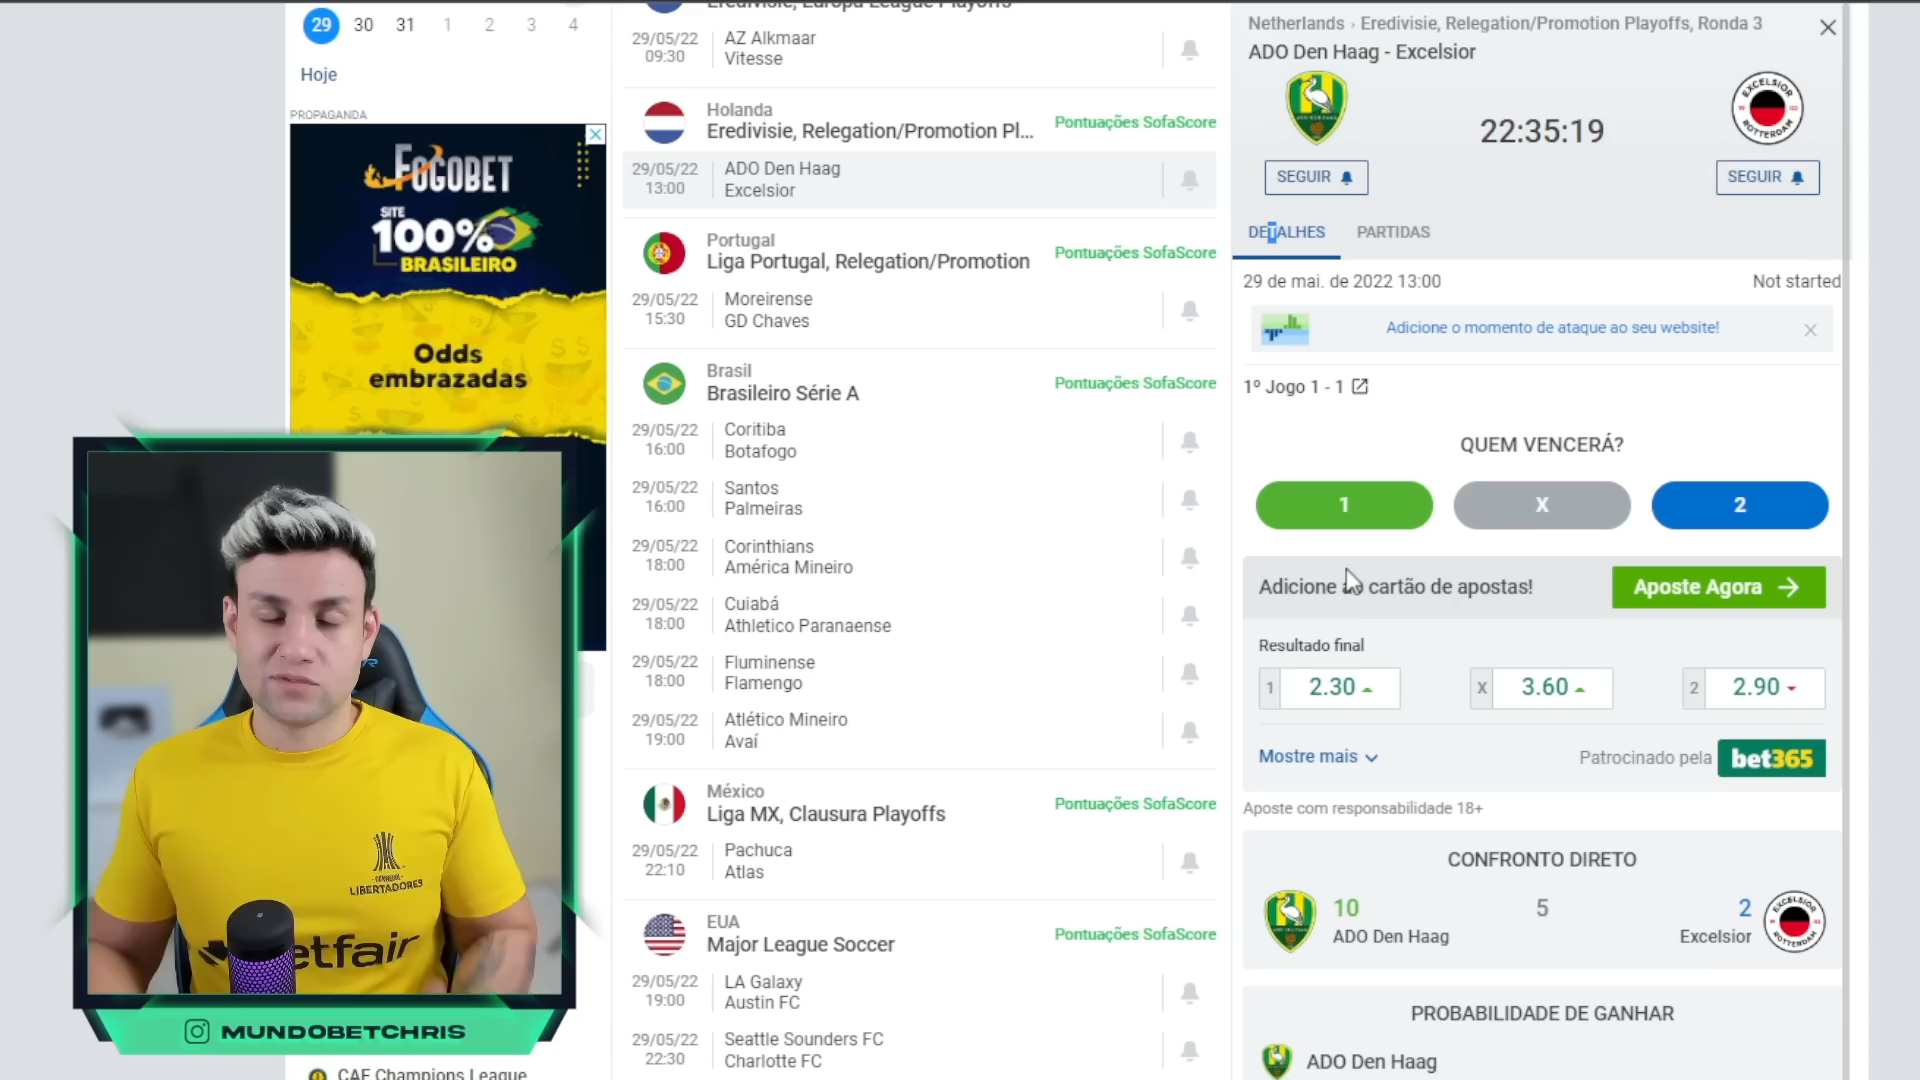 29 30 31 1 2 3 4
Hoje
PROPAGANDA
FOGOBET
SITE
100%
BRASILEIRO
Odds
embrazadas
CONMEBOL
LIBERTADORES
etfair
MUNDOBETCHRIS
CAF Champions League
Eredivisie, Europa League Playoffs
29/05/22 AZ Alkmaar
09:30 Vitesse
Holanda
Eredivisie, Relegation/Promotion Pl... Pontuações SofaScore
29/05/22 ADO Den Haag
13:00 Excelsior
Portugal
Liga Portugal, Relegation/Promotion Pontuações SofaScore
29/05/22 Moreirense
15:30 GD Chaves
Brasil
Brasileiro Série A Pontuações SofaScore
29/05/22 Coritiba
16:00 Botafogo
29/05/22 Santos
16:00 Palmeiras
29/05/22 Corinthians
18:00 América Mineiro
29/05/22 Cuiabá
18:00 Athletico Paranaense
29/05/22 Fluminense
18:00 Flamengo
29/05/22 Atlético Mineiro
19:00 Avaí
México
Liga MX, Clausura Playoffs Pontuações SofaScore
29/05/22 Pachuca
22:10 Atlas
EUA
Major League Soccer Pontuações SofaScore
29/05/22 LA Galaxy
19:00 Austin FC
29/05/22 Seattle Sounders FC
22:30 Charlotte FC
Netherlands › Eredivisie, Relegation/Promotion Playoffs, Ronda 3
ADO Den Haag - Excelsior
EXCELSIOR
ROTTERDAM
22:35:19
SEGUIR SEGUIR
DETALHES PARTIDAS
29 de mai. de 2022 13:00 Not started
Adicione o momento de ataque ao seu website!
1º Jogo 1 - 1
QUEM VENCERÁ?
1 X 2
Adicione ao cartão de apostas! Aposte Agora
Resultado final
1 2.30 X 3.60 2 2.90
Mostre mais Patrocinado pela bet365
Aposte com responsabilidade 18+
CONFRONTO DIRETO
10 5 2
ADO Den Haag Excelsior
EXCELSIOR
ROTTERDAM
PROBABILIDADE DE GANHAR
ADO Den Haag